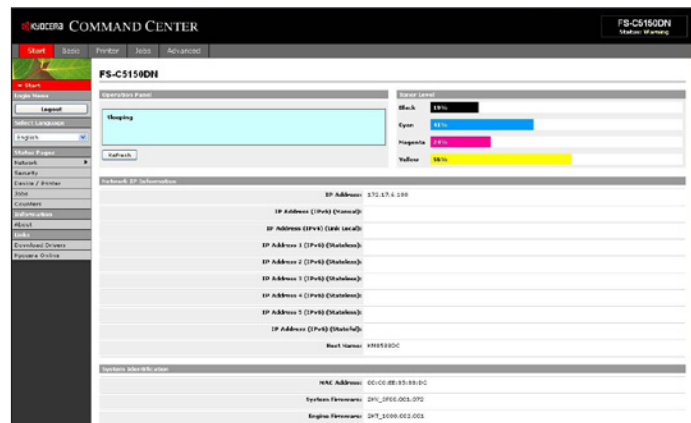 KYOCERA COMMAND CENTER
FS-C5150DN
Status: Warning
Start Basic Printer Jobs Advanced
Start
FS-C5150DN
Login Menu
Logout
Select Language
English
Status Pages
Network
Security
Device / Printer
Jobs
Counters
Information
About
Links
Download Drivers
Kyocera Online
Operation Panel
Sleeping
Refresh
Toner Level
Black
Cyan
Magenta
Yellow
Network IP Information
IP Address: 172.17.6.100
IP Address (IPv6) (Manual):
IP Address (IPv6) (Link Local):
IP Address 1 (IPv6) (Stateless):
IP Address 2 (IPv6) (Stateless):
IP Address 3 (IPv6) (Stateless):
IP Address 4 (IPv6) (Stateless):
IP Address 5 (IPv6) (Stateless):
IP Address (IPv6) (Stateful):
Host Name:
System Identification
MAC Address:
System Firmware:
Engine Firmware: